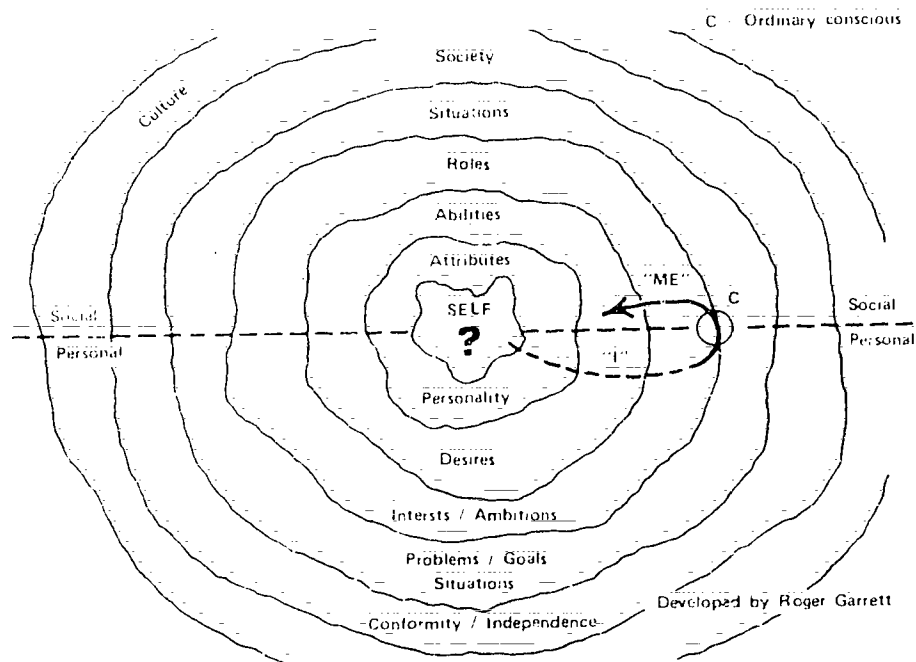 C - Ordinary conscious
Society
Culture
Situations
Roles
Abilities
Attributes
"ME"
SELF
C
Social
Social
?
Personal
Personal
"I"
Personality
Desires
Intersts / Ambitions
Problems / Goals
Situations
Developed by Roger Garrett
Conformity / Independence